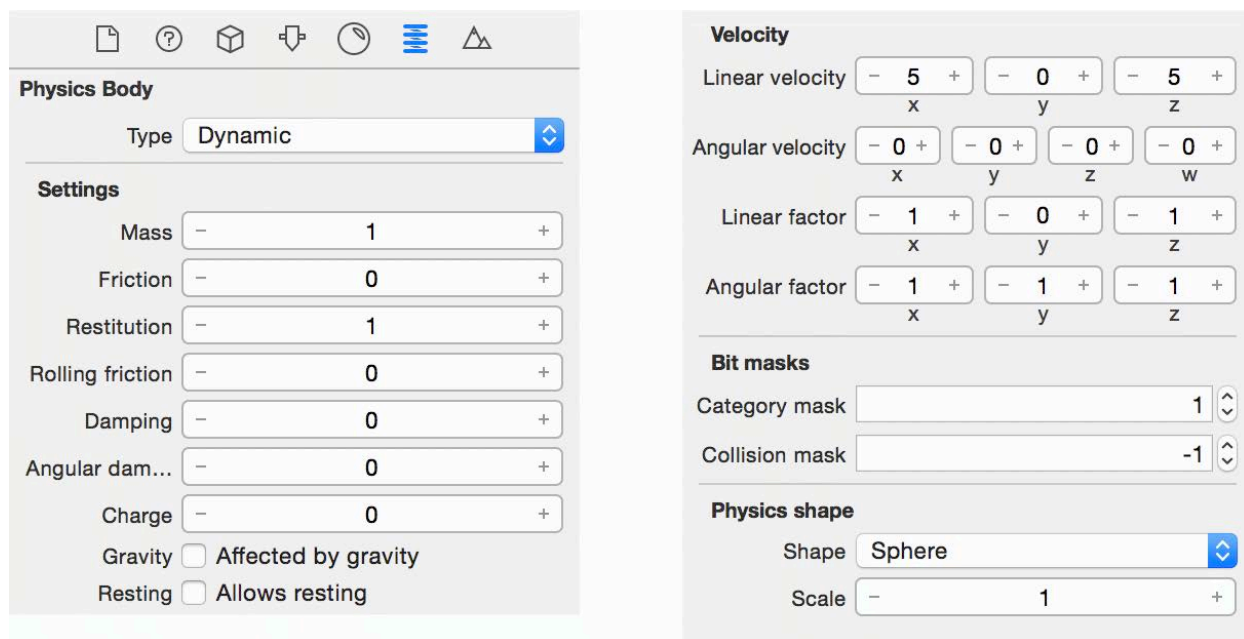 Physics Body
Type Dynamic
Settings
Mass - 1 +
Friction - 0 +
Restitution - 1 +
Rolling friction - 0 +
Damping - 0 +
Angular dam... - 0 +
Charge - 0 +
Gravity Affected by gravity
Resting Allows resting
Velocity
Linear velocity - 5 + - 0 + - 5 +
x y z
Angular velocity - 0 + - 0 + - 0 + - 0 +
x y z w
Linear factor - 1 + - 0 + - 1 +
x y z
Angular factor - 1 + - 1 + - 1 +
x y z
Bit masks
Category mask 1
Collision mask -1
Physics shape
Shape Sphere
Scale - 1 +